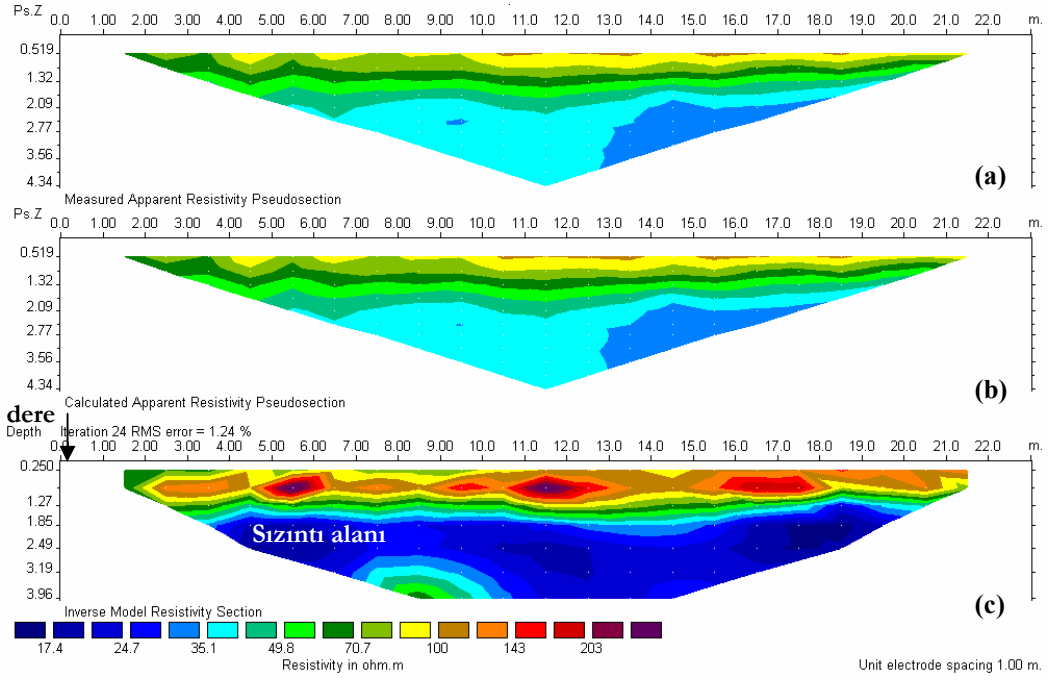 Ps.Z 0.0 1.00 2.00 3.00 4.00 5.00 6.00 7.00 8.00 9.00 10.0 11.0 12.0 13.0 14.0 15.0 16.0 17.0 18.0 19.0 20.0 21.0 22.0 m.
0.519
1.32
2.09
2.77
3.56
4.34
(a)
Measured Apparent Resistivity Pseudosection
Ps.Z 0.0 1.00 2.00 3.00 4.00 5.00 6.00 7.00 8.00 9.00 10.0 11.0 12.0 13.0 14.0 15.0 16.0 17.0 18.0 19.0 20.0 21.0 22.0 m.
0.519
1.32
2.09
2.77
3.56
4.34
(b)
Calculated Apparent Resistivity Pseudosection
dere
Depth Iteration 24 RMS error = 1.24 %
0.0 1.00 2.00 3.00 4.00 5.00 6.00 7.00 8.00 9.00 10.0 11.0 12.0 13.0 14.0 15.0 16.0 17.0 18.0 19.0 20.0 21.0 22.0 m.
0.250
1.27
1.85
2.49
3.19
3.96
Sızıntı alanı
(c)
Inverse Model Resistivity Section
17.4 24.7 35.1 49.8 70.7 100 143 203
Resistivity in ohm.m
Unit electrode spacing 1.00 m.